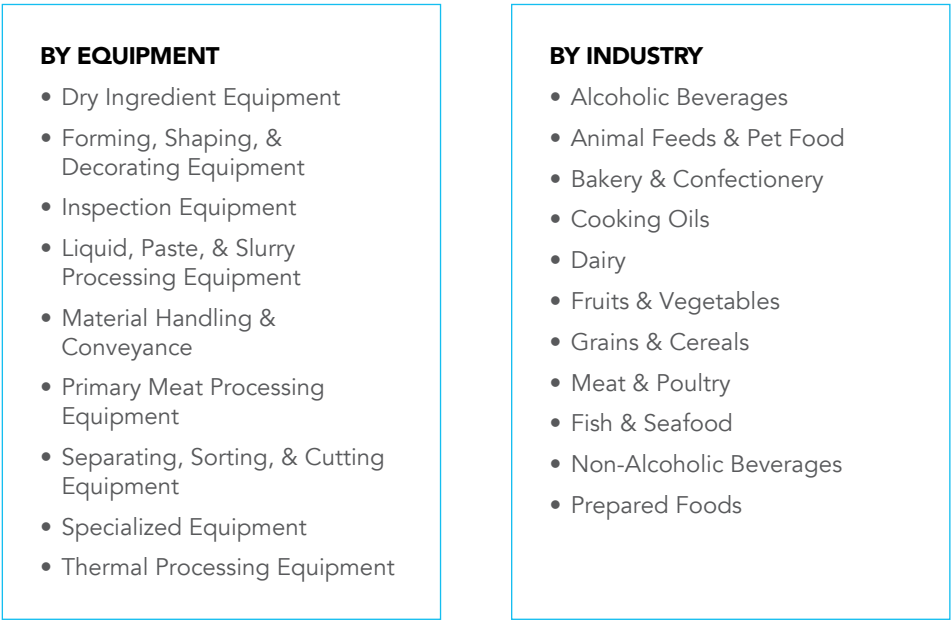 BY EQUIPMENT
• Dry Ingredient Equipment
• Forming, Shaping, &
Decorating Equipment
• Inspection Equipment
• Liquid, Paste, & Slurry
Processing Equipment
• Material Handling &
Conveyance
• Primary Meat Processing
Equipment
• Separating, Sorting, & Cutting
Equipment
• Specialized Equipment
• Thermal Processing Equipment
BY INDUSTRY
• Alcoholic Beverages
• Animal Feeds & Pet Food
• Bakery & Confectionery
• Cooking Oils
• Dairy
• Fruits & Vegetables
• Grains & Cereals
• Meat & Poultry
• Fish & Seafood
• Non-Alcoholic Beverages
• Prepared Foods